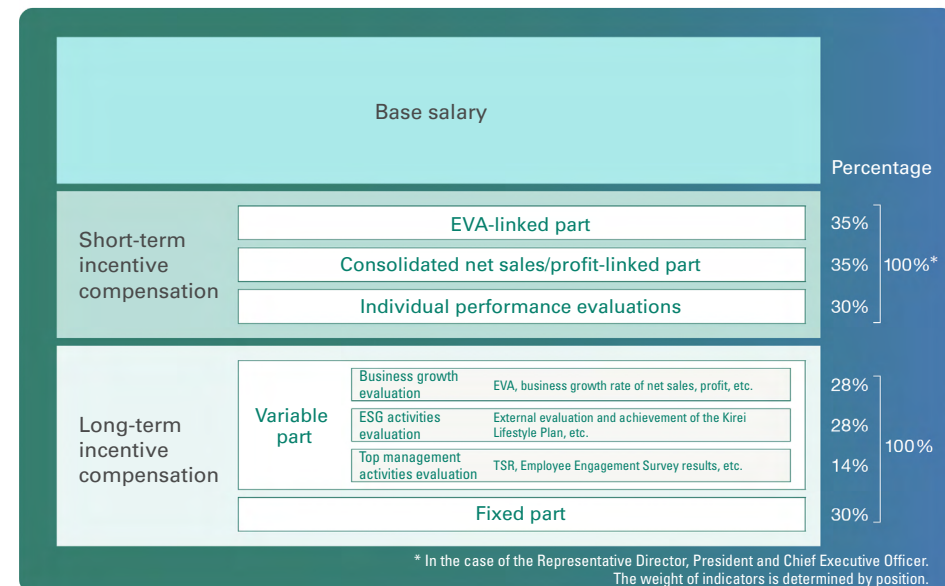 Base salary
Percentage
Short-term
incentive
compensation
EVA-linked part
35%
Consolidated net sales/profit-linked part
35%
Individual performance evaluations
30%
100%*
Long-term
incentive
compensation
Variable
part
Business growth
evaluation
EVA, business growth rate of net sales, profit, etc.
28%
ESG activities
evaluation
External evaluation and achievement of the Kirei
Lifestyle Plan, etc.
28%
Top management
activities evaluation
TSR, Employee Engagement Survey results, etc.
14%
Fixed part
30%
100%
* In the case of the Representative Director, President and Chief Executive Officer.
The weight of indicators is determined by position.